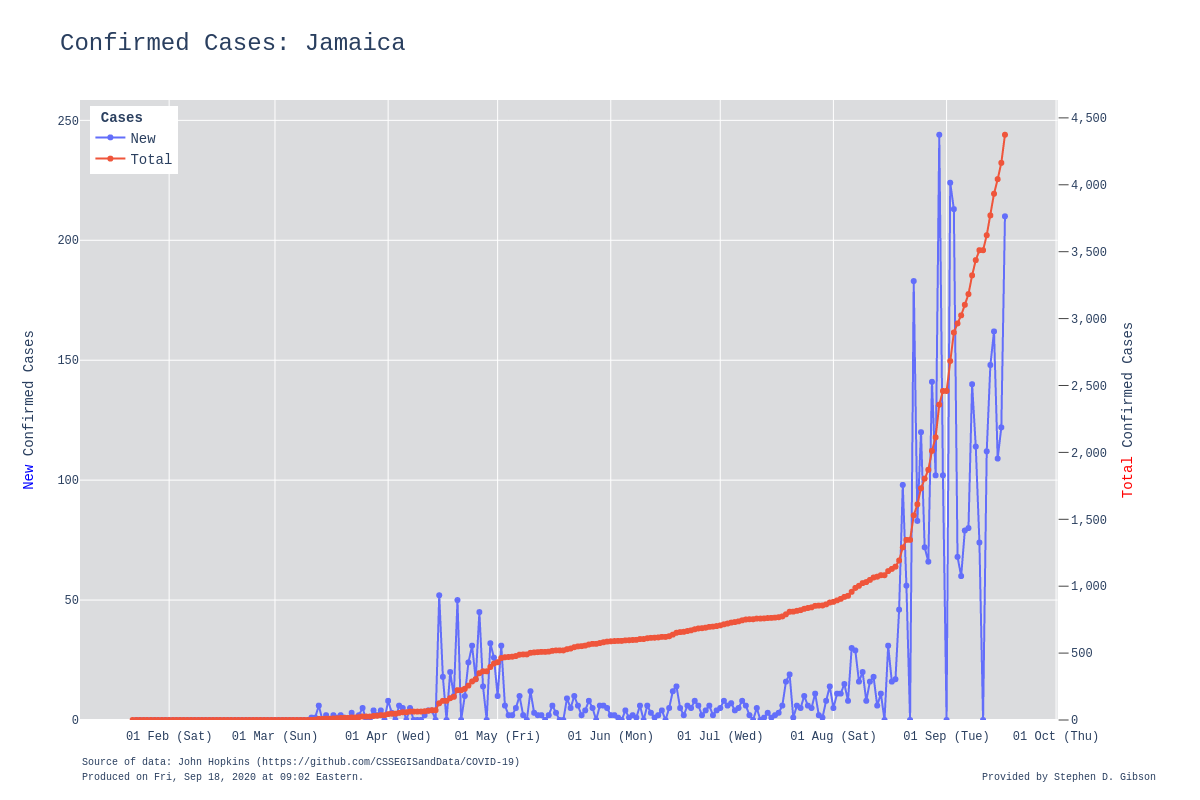 Confirmed Cases: Jamaica
Cases
New
Total
250
200
150
100
50
0
4,500
4,000
3,500
3,000
2,500
2,000
1,500
1,000
500
0
New Confirmed Cases
Total Confirmed Cases
01 Feb (Sat) 01 Mar (Sun) 01 Apr (Wed) 01 May (Fri) 01 Jun (Mon) 01 Jul (Wed) 01 Aug (Sat) 01 Sep (Tue) 01 Oct (Thu)
Source of data: John Hopkins (https://github.com/CSSEGISandData/COVID-19)
Produced on Fri, Sep 18, 2020 at 09:02 Eastern.
Provided by Stephen D. Gibson